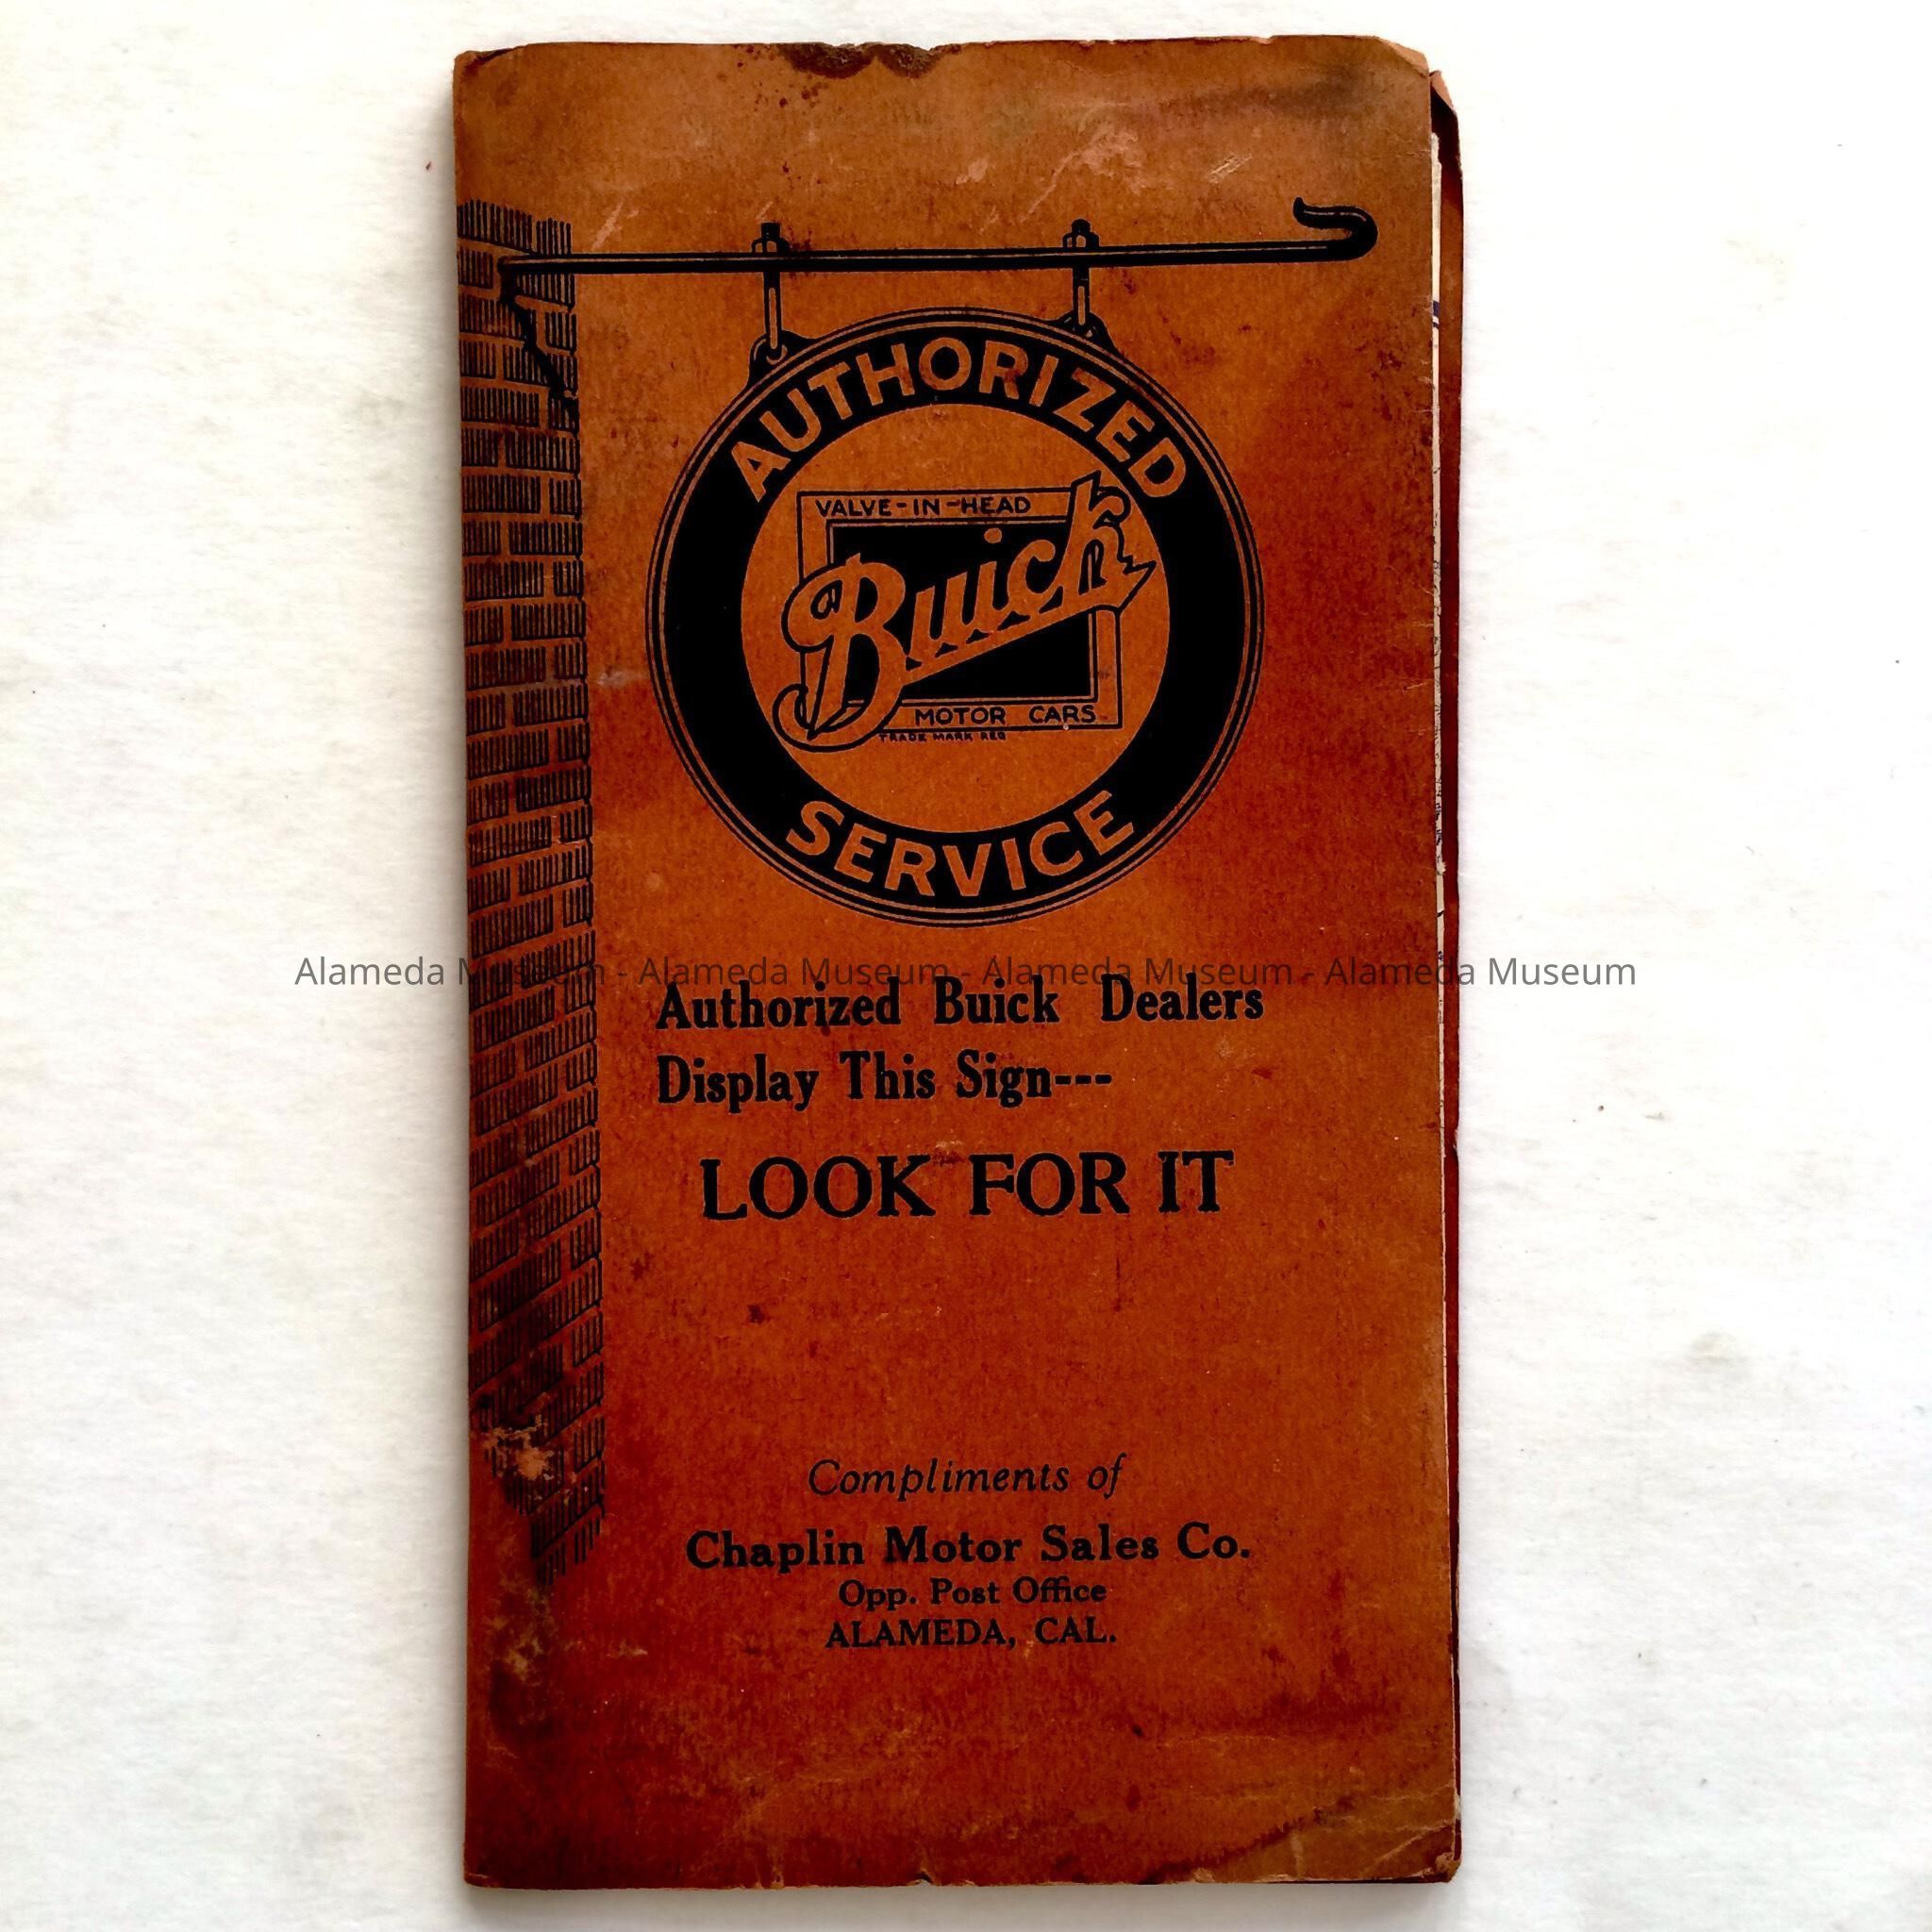 AUTHORIZED
VALVE-IN-HEAD
Buick
MOTOR CARS
TRADE MARK REG
SERVICE
Alameda Museum - Alameda Museum - Alameda Museum - Alameda Museum
Authorized Buick Dealers
Display This Sign---
LOOK FOR IT
Compliments of
Chaplin Motor Sales Co.
Opp. Post Office
ALAMEDA, CAL.